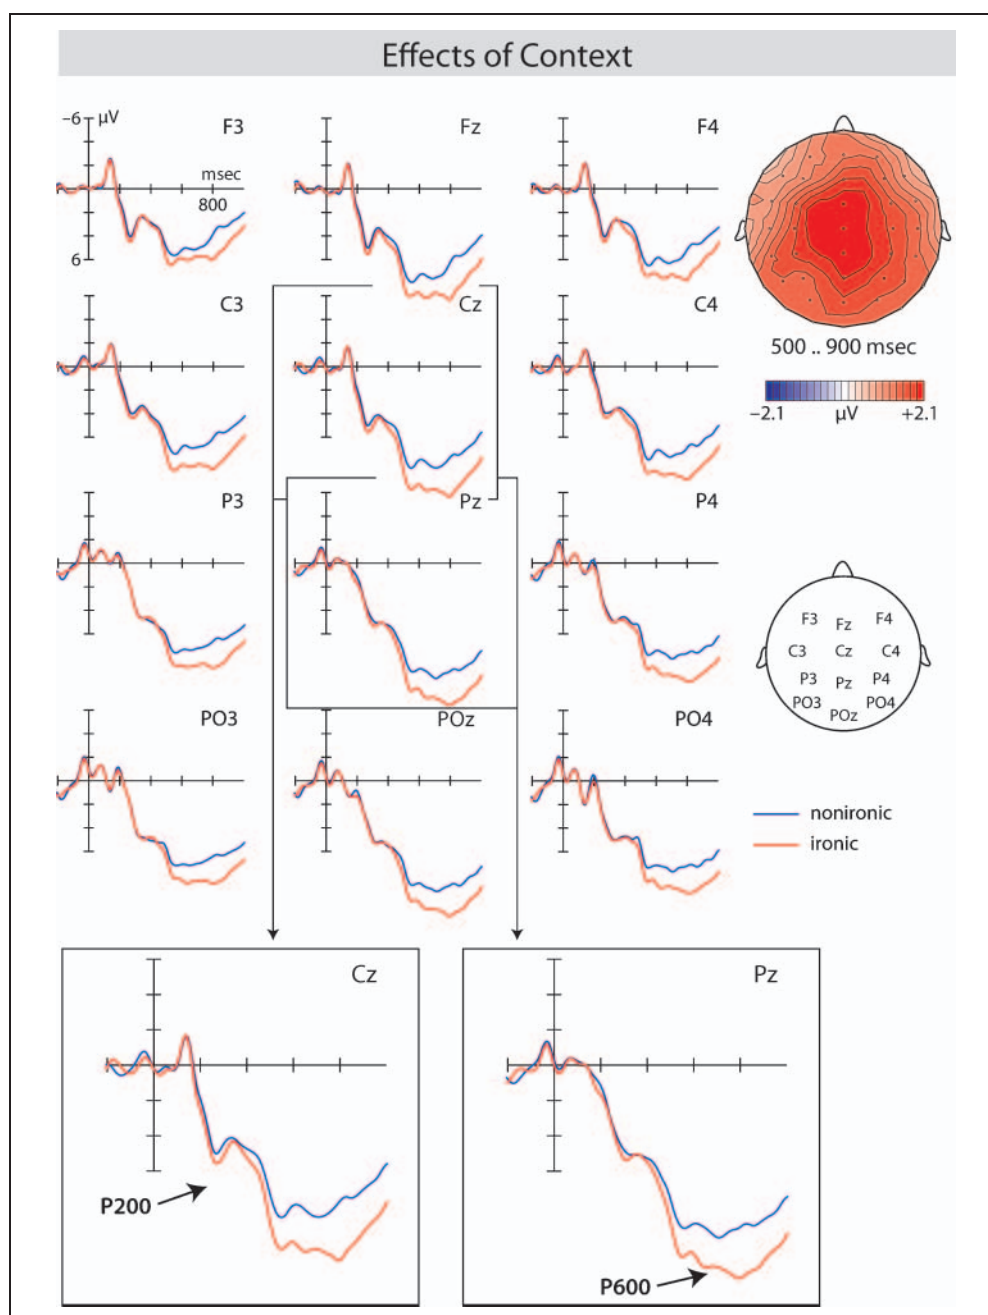 Effects of Context
−6 µV
F3
Fz
F4
msec
800
6
C3
Cz
C4
500 .. 900 msec
−2.1 µV +2.1
P3
Pz
P4
F3 Fz F4
C3 Cz C4
P3 Pz P4
PO3 POz PO4
PO3
POz
PO4
nonironic
ironic
Cz
Pz
P200
P600